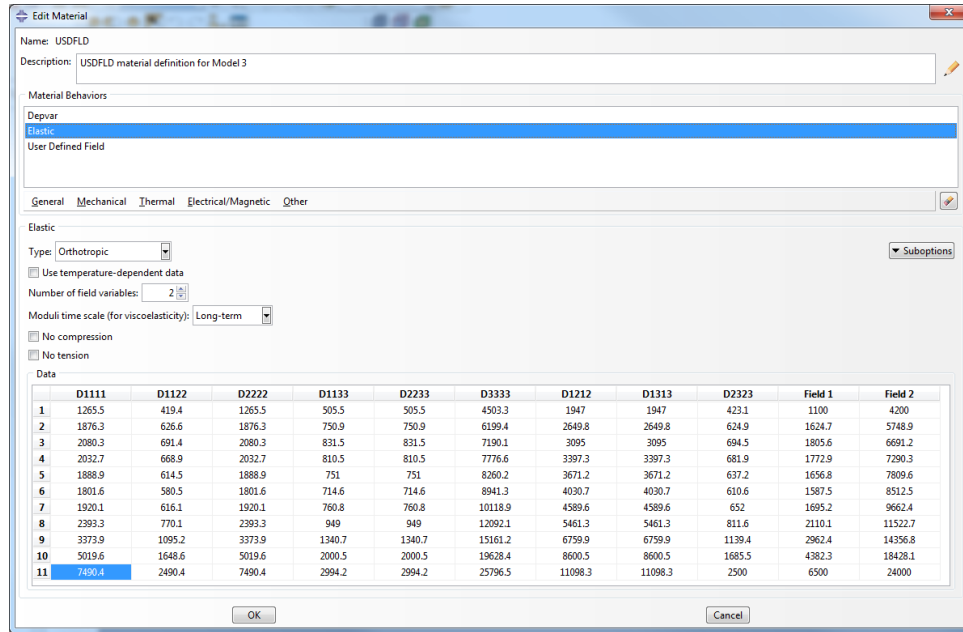 Edit Material
Name: USDFLD
Description: USDFLD material definition for Model 3
Material Behaviors
Depvar
Elastic
User Defined Field
General Mechanical Thermal Electrical/Magnetic Other
Elastic
Type: Orthotropic
Suboptions
Use temperature-dependent data
Number of field variables: 2
Moduli time scale (for viscoelasticity): Long-term
No compression
No tension
Data
D1111 D1122 D2222 D1133 D2233 D3333 D1212 D1313 D2323 Field 1 Field 2
1 1265.5 419.4 1265.5 505.5 505.5 4503.3 1947 1947 423.1 1100 4200
2 1876.3 626.6 1876.3 750.9 750.9 6199.4 2649.8 2649.8 624.9 1624.7 5748.9
3 2080.3 691.4 2080.3 831.5 831.5 7190.1 3095 3095 694.5 1805.6 6691.2
4 2032.7 668.9 2032.7 810.5 810.5 7776.6 3397.3 3397.3 681.9 1772.9 7290.3
5 1888.9 614.5 1888.9 751 751 8260.2 3671.2 3671.2 637.2 1656.8 7809.6
6 1801.6 580.5 1801.6 714.6 714.6 8941.3 4030.7 4030.7 610.6 1587.5 8512.5
7 1920.1 616.1 1920.1 760.8 760.8 10118.9 4589.6 4589.6 652 1695.2 9662.4
8 2393.3 770.1 2393.3 949 949 12092.1 5461.3 5461.3 811.6 2110.1 11522.7
9 3373.9 1095.2 3373.9 1340.7 1340.7 15161.2 6759.9 6759.9 1139.4 2962.4 14356.8
10 5019.6 1648.6 5019.6 2000.5 2000.5 19628.4 8600.5 8600.5 1685.5 4382.3 18428.1
11 7490.4 2490.4 7490.4 2994.2 2994.2 25796.5 11098.3 11098.3 2500 6500 24000
OK Cancel